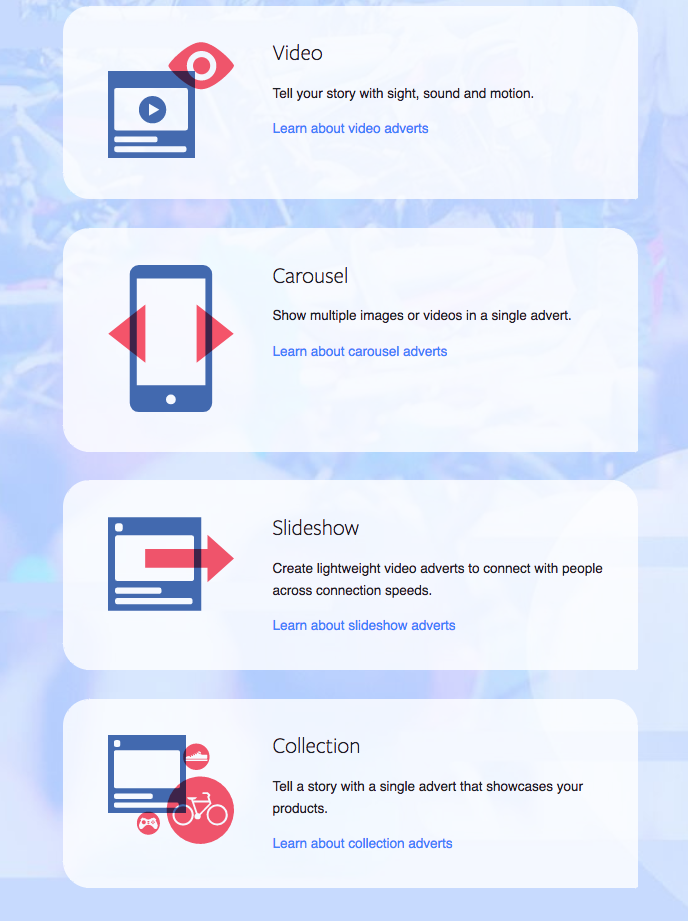 Video
Tell your story with sight, sound and motion.
Learn about video adverts
Carousel
Show multiple images or videos in a single advert.
Learn about carousel adverts
Slideshow
Create lightweight video adverts to connect with people
across connection speeds.
Learn about slideshow adverts
Collection
Tell a story with a single advert that showcases your
products.
Learn about collection adverts